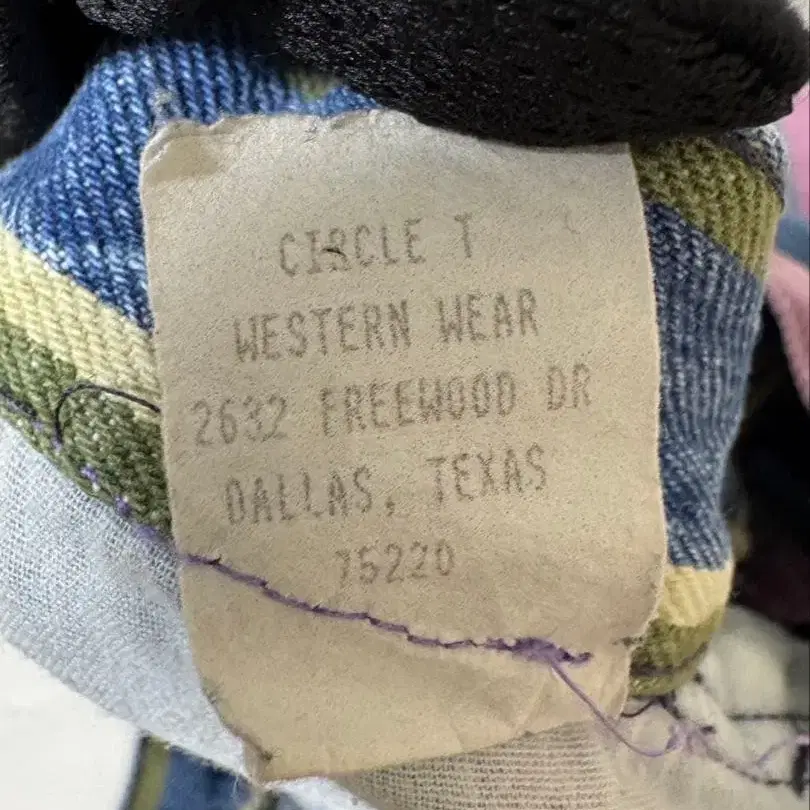 CIRCLE T
WESTERN WEAR
2632 FREEWOOD DR
DALLAS, TEXAS
75220